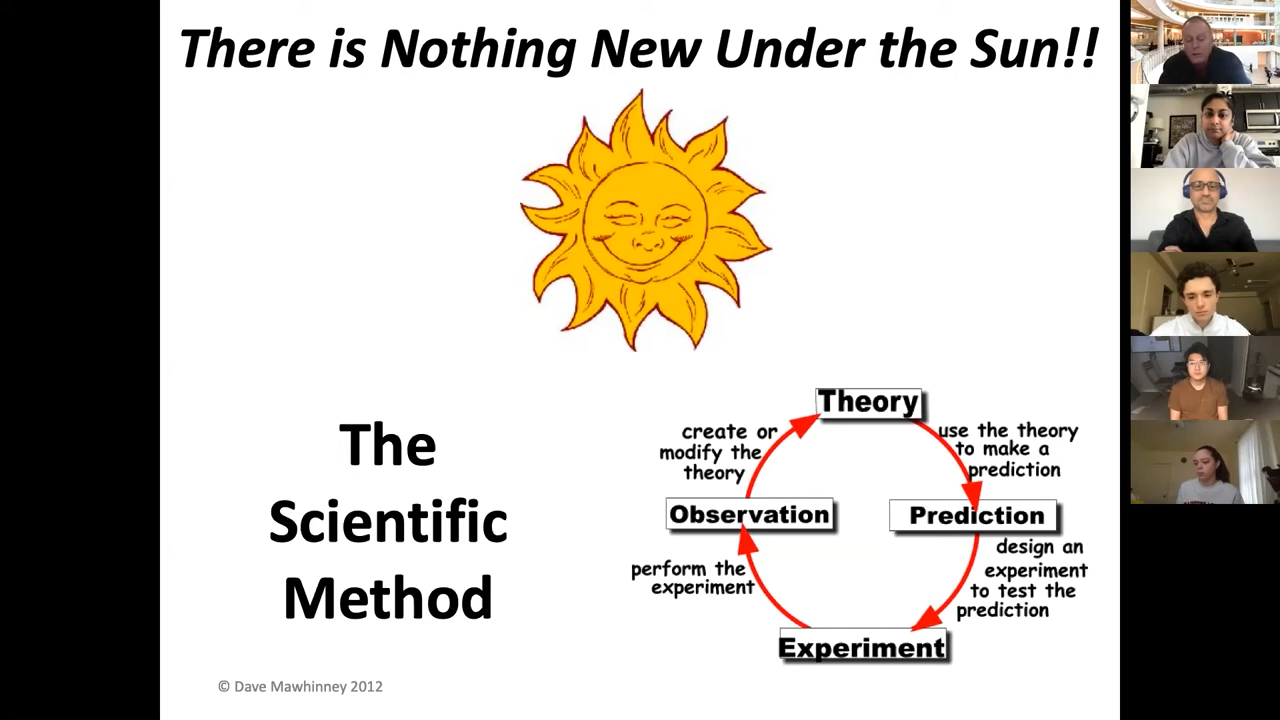 There is Nothing New Under the Sun!!
The
Scientific
Method
Theory
use the theory
to make a
prediction
Prediction
design an
experiment
to test the
prediction
Experiment
perform the
experiment
Observation
create or
modify the
theory
© Dave Mawhinney 2012